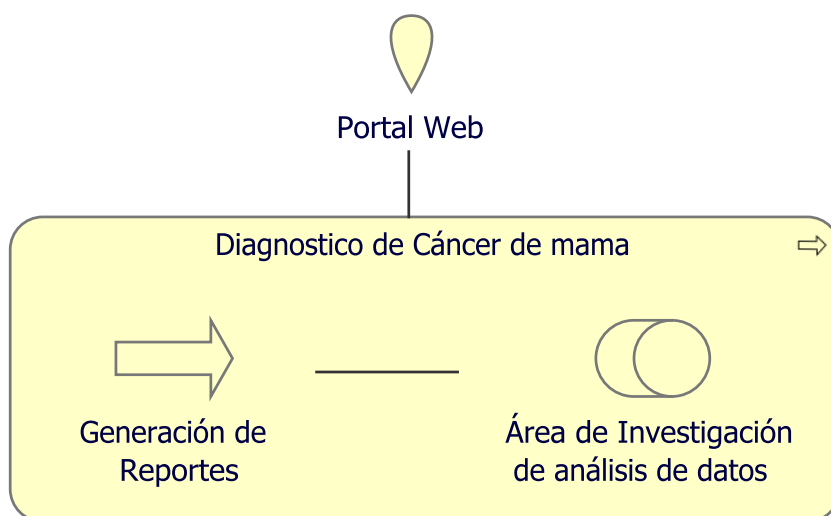 Portal Web
Diagnostico de Cáncer de mama
Generación de
Reportes
Área de Investigación
de análisis de datos